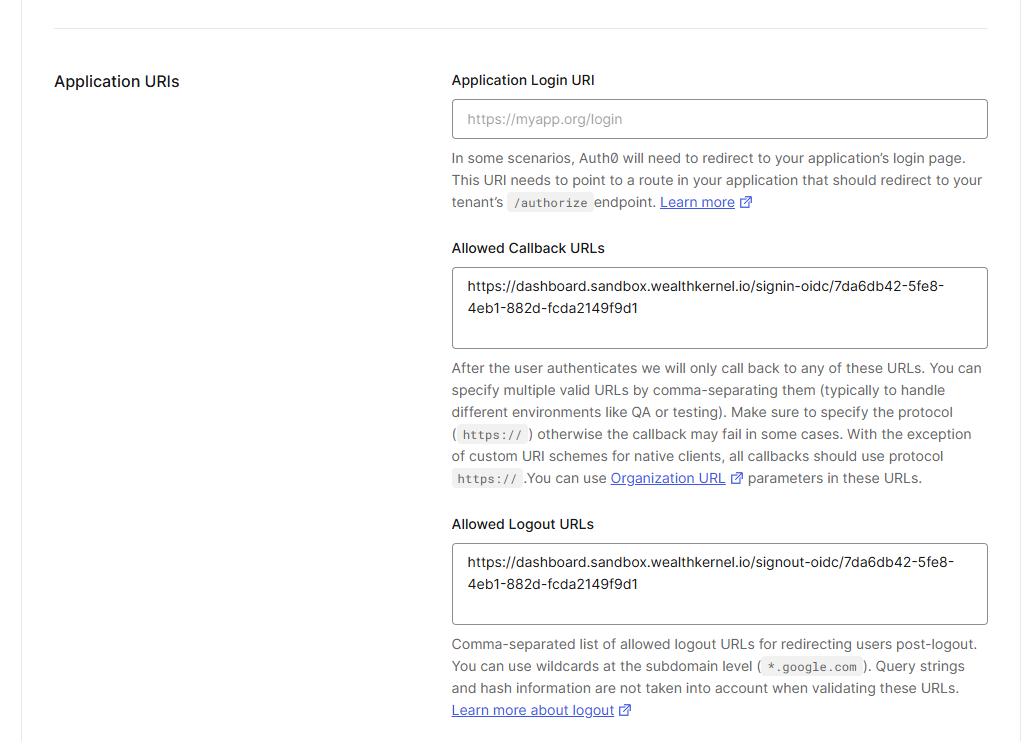 Application URIs
Application Login URI
https://myapp.org/login
In some scenarios, Auth0 will need to redirect to your application's login page.
This URI needs to point to a route in your application that should redirect to your
tenant's /authorize endpoint. Learn more
Allowed Callback URLs
https://dashboard.sandbox.wealthkernel.io/signin-oidc/7da6db42-5fe8-
4eb1-882d-fcda2149f9d1
After the user authenticates we will only call back to any of these URLs. You can
specify multiple valid URLs by comma-separating them (typically to handle
different environments like QA or testing). Make sure to specify the protocol
( https:// ) otherwise the callback may fail in some cases. With the exception
of custom URI schemes for native clients, all callbacks should use protocol
https:// .You can use Organization URL parameters in these URLs.
Allowed Logout URLs
https://dashboard.sandbox.wealthkernel.io/signout-oidc/7da6db42-5fe8-
4eb1-882d-fcda2149f9d1
Comma-separated list of allowed logout URLs for redirecting users post-logout.
You can use wildcards at the subdomain level ( *.google.com ). Query strings
and hash information are not taken into account when validating these URLs.
Learn more about logout